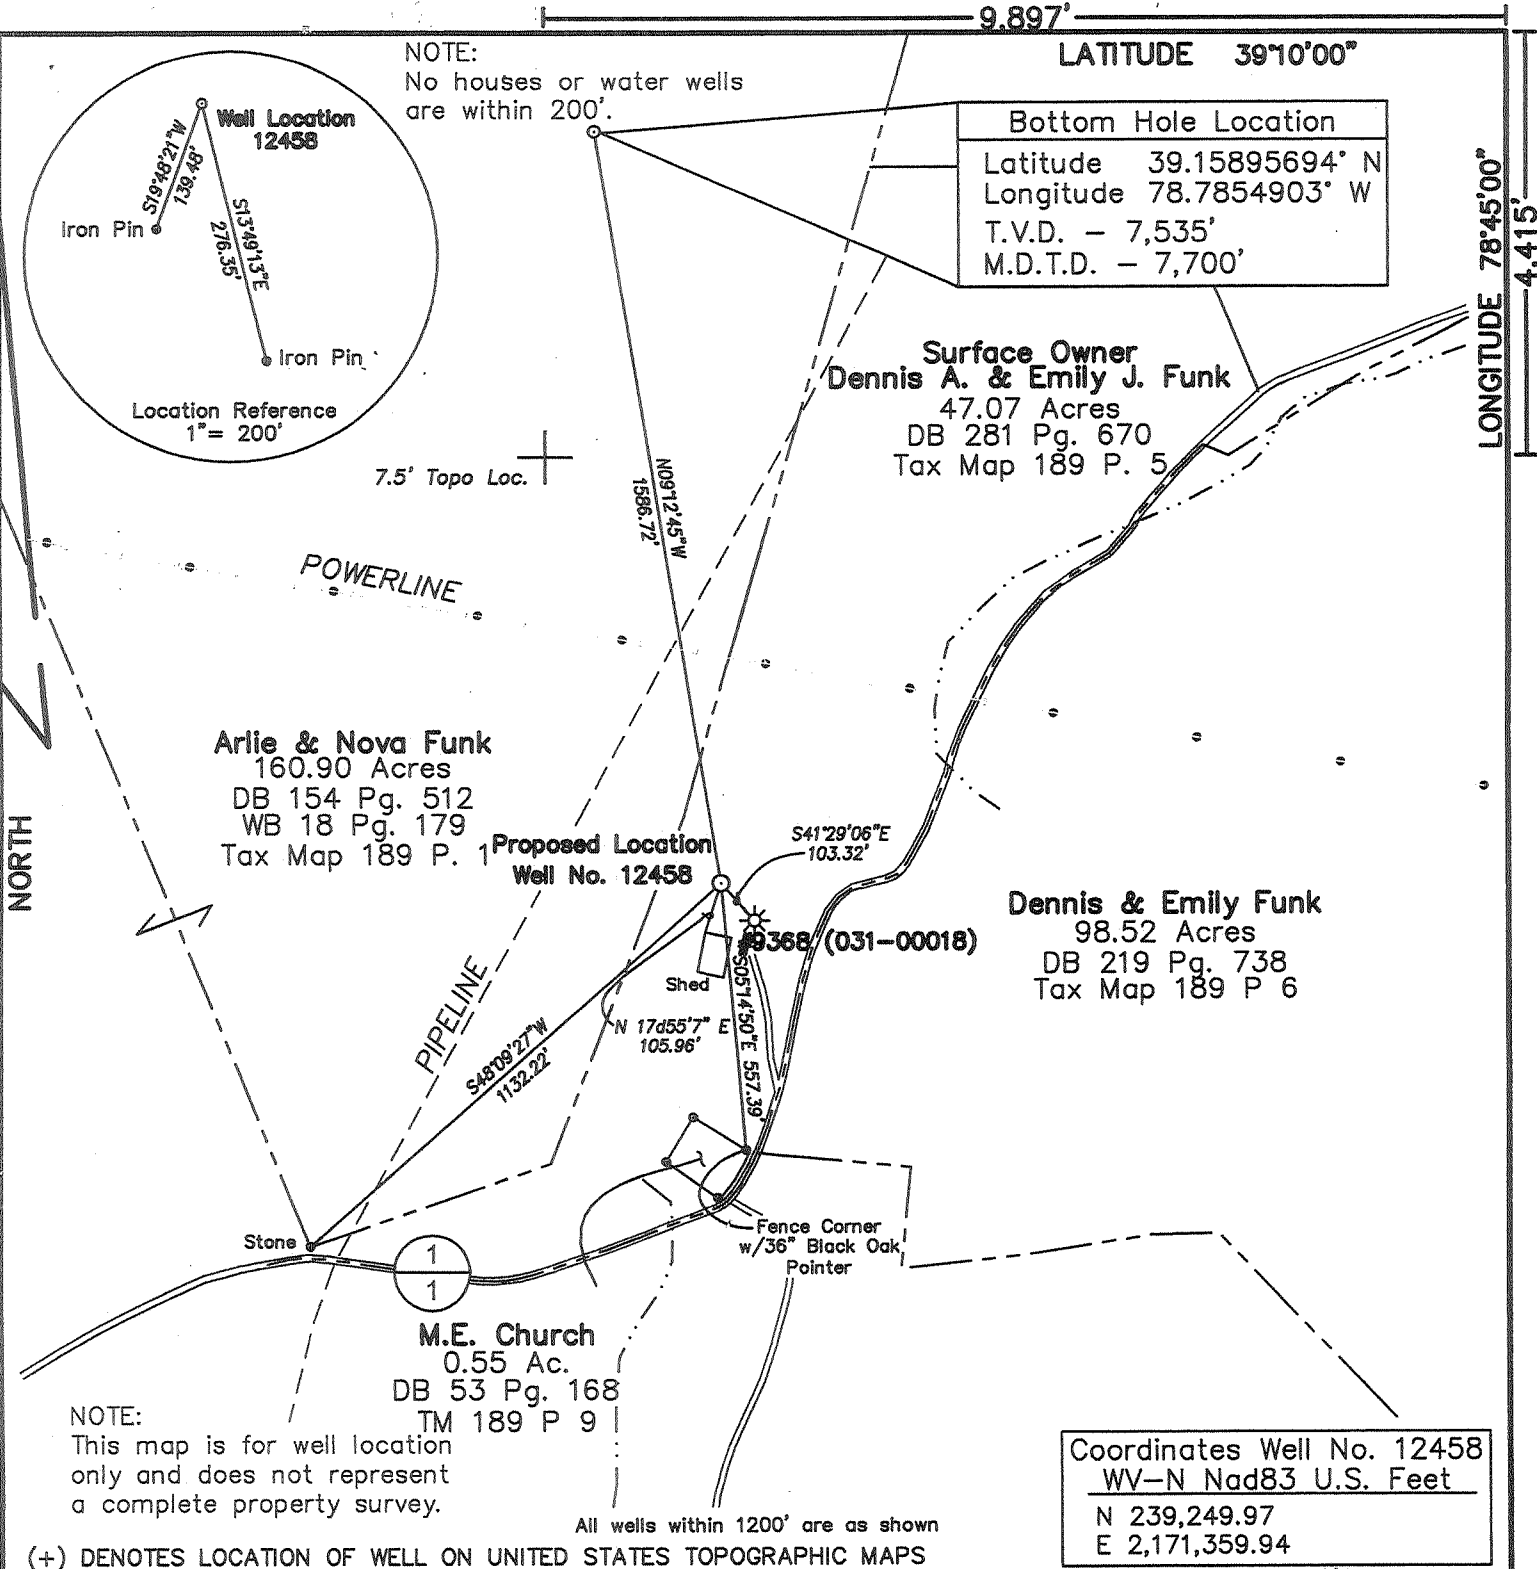 9.897'
LATITUDE 39°10'00"
NOTE:
No houses or water wells
are within 200'.
Well Location
12458
S19°48'21"W
139.48'
Iron Pin
S13°49'13"E
276.35'
Iron Pin
Location Reference
1"= 200'
Bottom Hole Location
Latitude 39.15895694° N
Longitude 78.7854903° W
T.V.D. - 7,535'
M.D.T.D. - 7,700'
LONGITUDE 78°45'00"
4.415'
Surface Owner
Dennis A. & Emily J. Funk
47.07 Acres
DB 281 Pg. 670
Tax Map 189 P. 5
7.5' Topo Loc.
N09°12'45"W
1586.72'
POWERLINE
NORTH
Arlie & Nova Funk
160.90 Acres
DB 154 Pg. 512
WB 18 Pg. 179
Tax Map 189 P. 1
Proposed Location
Well No. 12458
S41°29'06"E
103.32'
#9368 (031-00018)
Dennis & Emily Funk
98.52 Acres
DB 219 Pg. 738
Tax Map 189 P 6
Shed
PIPELINE
N 17d55'7" E
105.96'
S05°14'50"E 557.39'
S48°09'27"W
1132.22'
Stone
1
1
Fence Corner
w/36" Black Oak
Pointer
M.E. Church
0.55 Ac.
DB 53 Pg. 168
TM 189 P 9
NOTE:
This map is for well location
only and does not represent
a complete property survey.
Coordinates Well No. 12458
WV-N Nad83 U.S. Feet
N 239,249.97
E 2,171,359.94
All wells within 1200' are as shown
(+) DENOTES LOCATION OF WELL ON UNITED STATES TOPOGRAPHIC MAPS